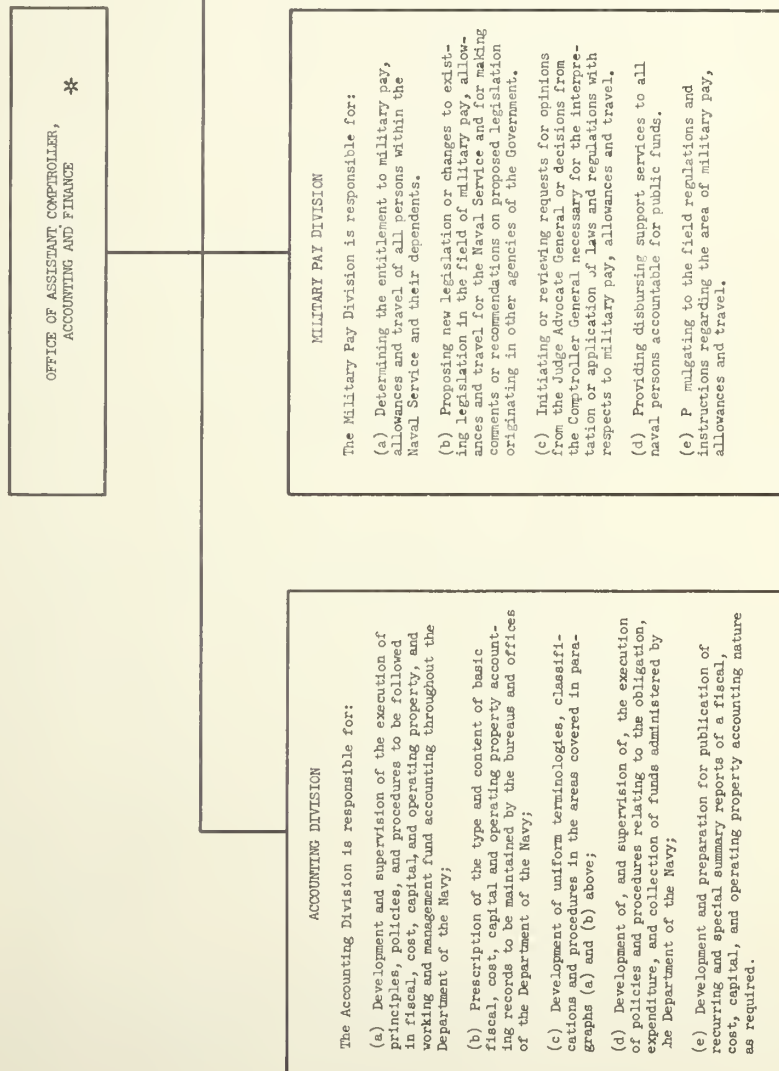 OFFICE OF ASSISTANT COMPTROLLER,
ACCOUNTING AND FINANCE *
ACCOUNTING DIVISION
The Accounting Division is responsible for:
(a) Development and supervision of the execution of
principles, policies, and procedures to be followed
in fiscal, cost, capital, and operating property, and
working and management fund accounting throughout the
Department of the Navy;
(b) Prescription of the type and content of basic
fiscal, cost, capital and operating property account-
ing records to be maintained by the bureaus and offices
of the Department of the Navy;
(c) Development of uniform terminologies, classifi-
cations and procedures in the areas covered in para-
graphs (a) and (b) above;
(d) Development of, and supervision of, the execution
of policies and procedures relating to the obligation,
expenditure, and collection of funds administered by
he Department of the Navy;
(e) Development and preparation for publication of
recurring and special summary reports of a fiscal,
cost, capital, and operating property accounting nature
as required.
MILITARY PAY DIVISION
The Military Pay Division is responsible for:
(a) Determining the entitlement to military pay,
allowances and travel of all persons within the
Naval Service and their dependents.
(b) Proposing new legislation or changes to exist-
ing legislation in the field of military pay, allow-
ances and travel for the Naval Service and for making
comments or recommendations on proposed legislation
originating in other agencies of the Government.
(c) Initiating or reviewing requests for opinions
from the Judge Advocate General or decisions from
the Comptroller General necessary for the interpre-
tation or application of laws and regulations with
respects to military pay, allowances and travel.
(d) Providing disbursing support services to all
naval persons accountable for public funds.
(e) P mulgating to the field regulations and
instructions regarding the area of military pay,
allowances and travel.